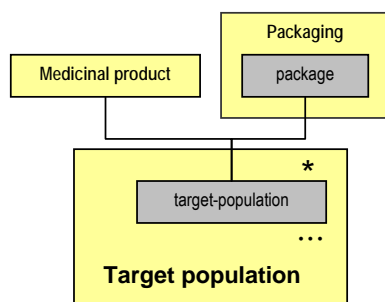 Packaging
package
Medicinal product
*
target-population
...
Target population